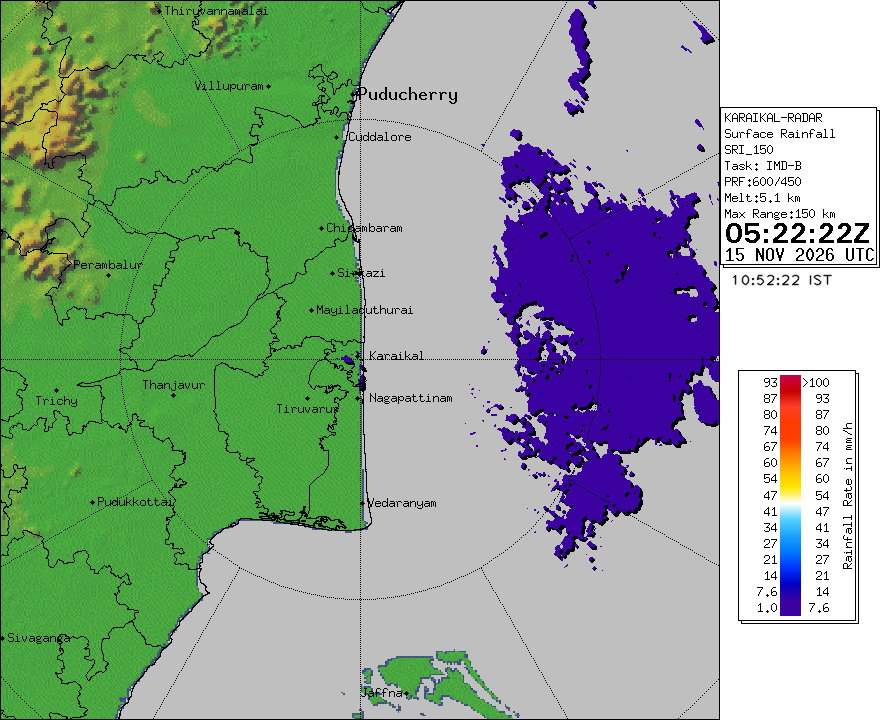 Thiruvannamalai
Villupuram
Puducherry
Cuddalore
Chidambaram
Sirkazi
Perambalur
Mayiladuthurai
Karaikal
Thanjavur
Trichy
Tiruvarur
Nagapattinam
Pudukkottai
Vedaranyam
Sivaganga
Jaffna
KARAIKAL-RADAR
Surface Rainfall
SRI_150
Task: IMD-B
PRF:600/450
Melt:5.1 km
Max Range:150 km
05:22:22Z
15 NOV 2026 UTC
10:52:22 IST
93 >100
87 93
80 87
74 80
67 74
60 67
54 60
47 54
41 47
34 41
27 34
21 27
14 21
7.6 14
1.0 7.6
Rainfall Rate in mm/h